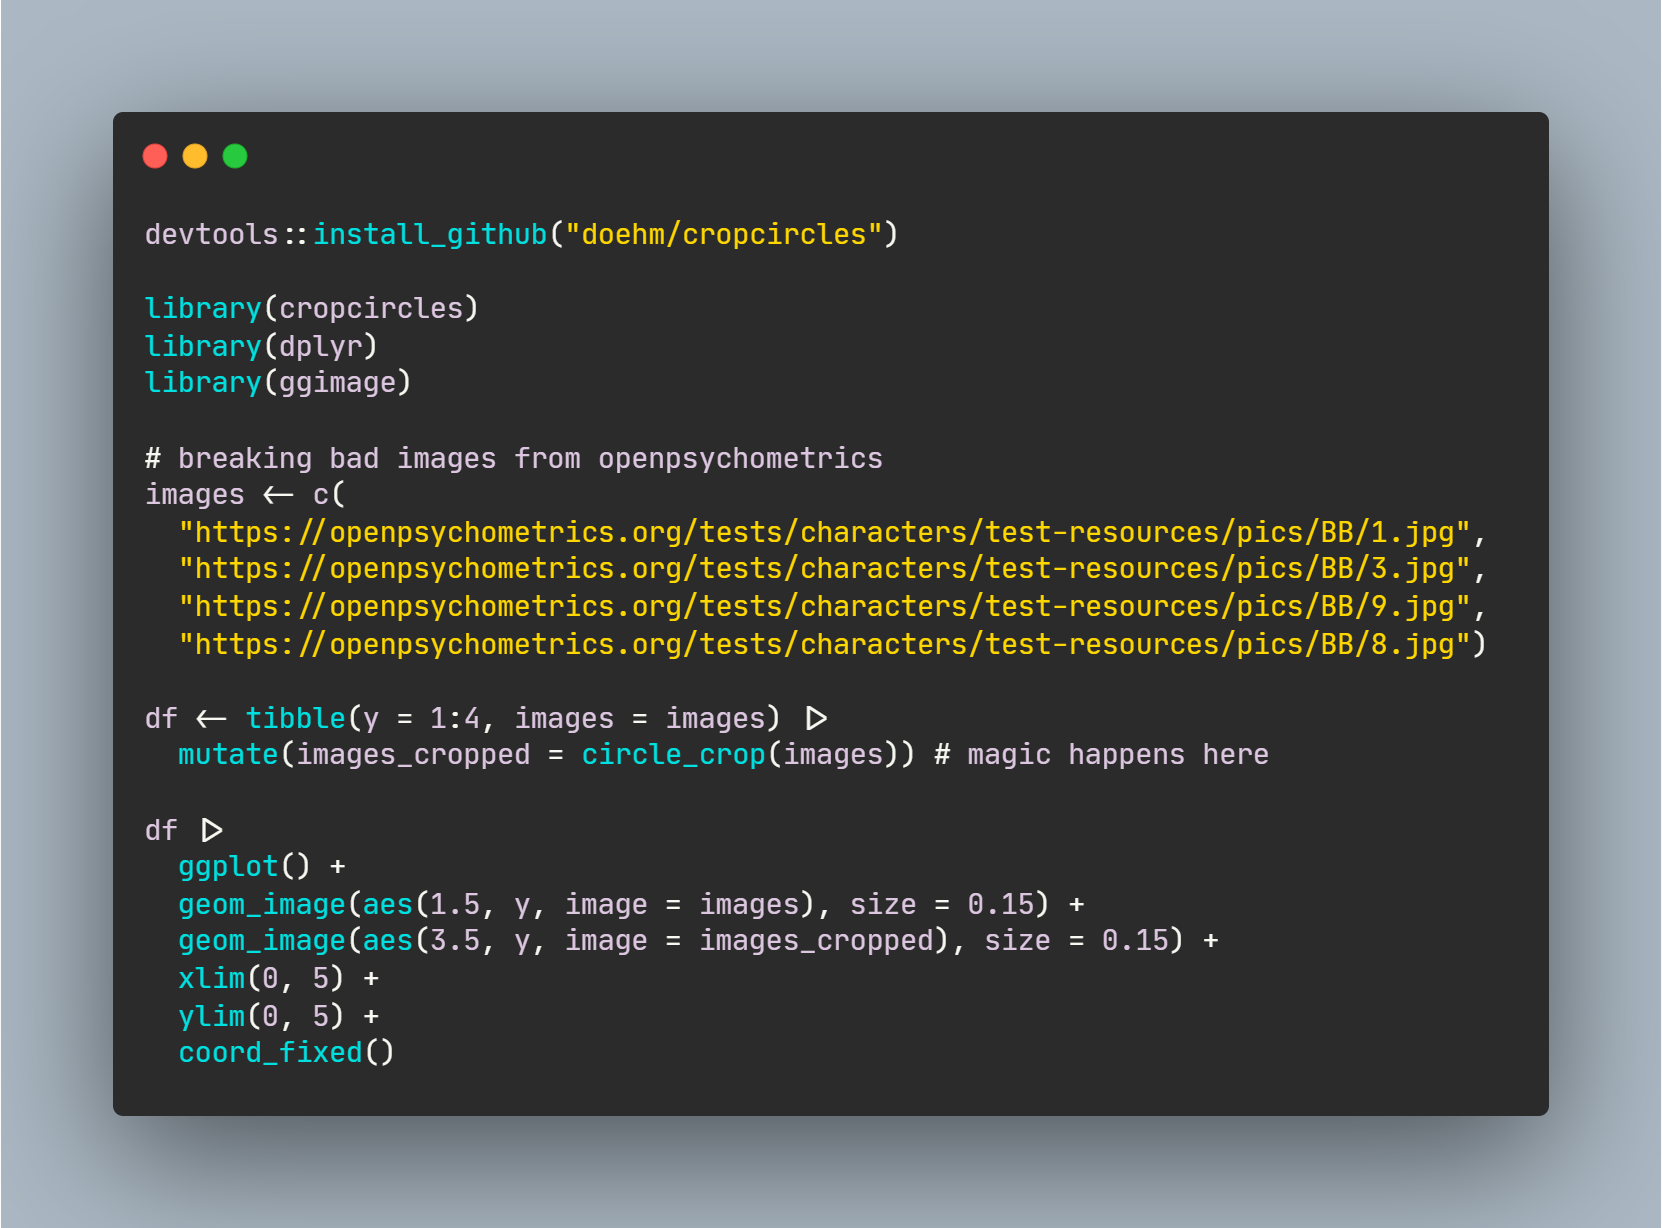 devtools::install_github("doehm/cropcircles")
library(cropcircles)
library(dplyr)
library(ggimage)
# breaking bad images from openpsychometrics
images <- c(
"https://openpsychometrics.org/tests/characters/test-resources/pics/BB/1.jpg",
"https://openpsychometrics.org/tests/characters/test-resources/pics/BB/3.jpg",
"https://openpsychometrics.org/tests/characters/test-resources/pics/BB/9.jpg",
"https://openpsychometrics.org/tests/characters/test-resources/pics/BB/8.jpg")
df <- tibble(y = 1:4, images = images) |>
mutate(images_cropped = circle_crop(images)) # magic happens here
df |>
ggplot() +
geom_image(aes(1.5, y, image = images), size = 0.15) +
geom_image(aes(3.5, y, image = images_cropped), size = 0.15) +
xlim(0, 5) +
ylim(0, 5) +
coord_fixed()